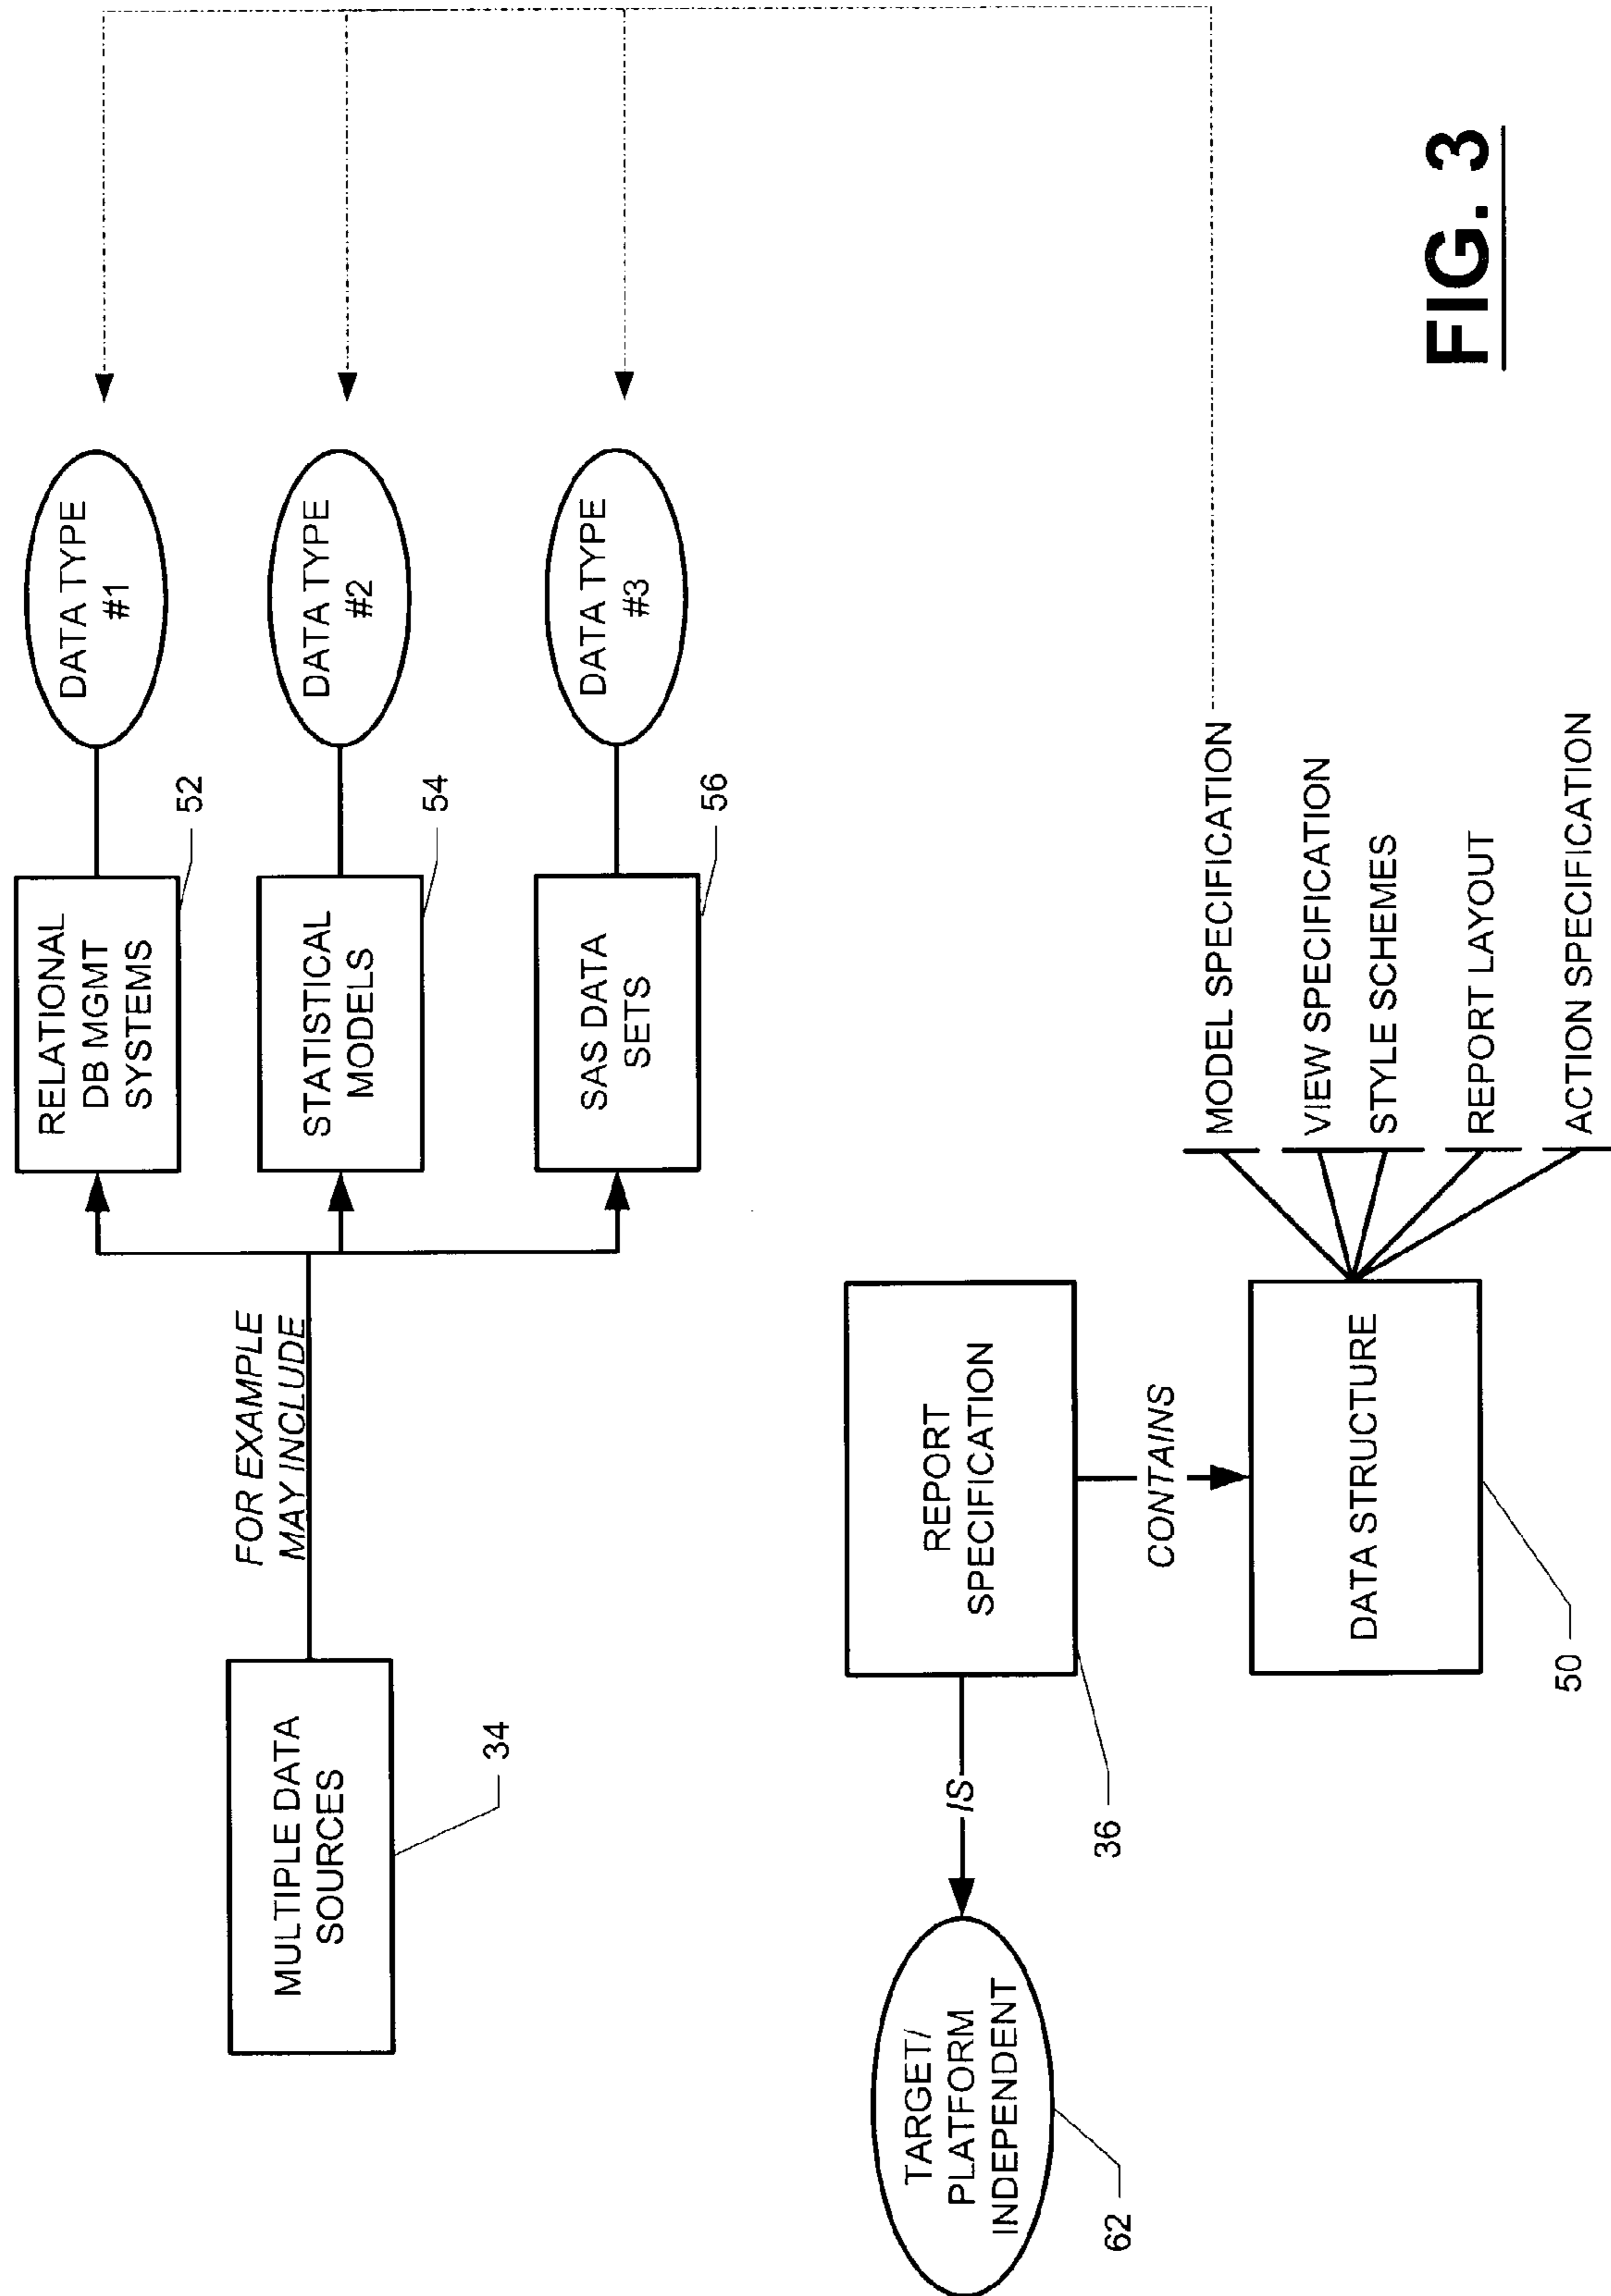 MULTIPLE DATA
SOURCES
34
FOR EXAMPLE
MAY INCLUDE
RELATIONAL
DB MGMT
SYSTEMS
52
DATA TYPE
#1
STATISTICAL
MODELS
54
DATA TYPE
#2
SAS DATA
SETS
56
DATA TYPE
#3
TARGET/
PLATFORM
INDEPENDENT
62
IS
REPORT
SPECIFICATION
36
CONTAINS
DATA STRUCTURE
50
MODEL SPECIFICATION
VIEW SPECIFICATION
STYLE SCHEMES
REPORT LAYOUT
ACTION SPECIFICATION
FIG. 3